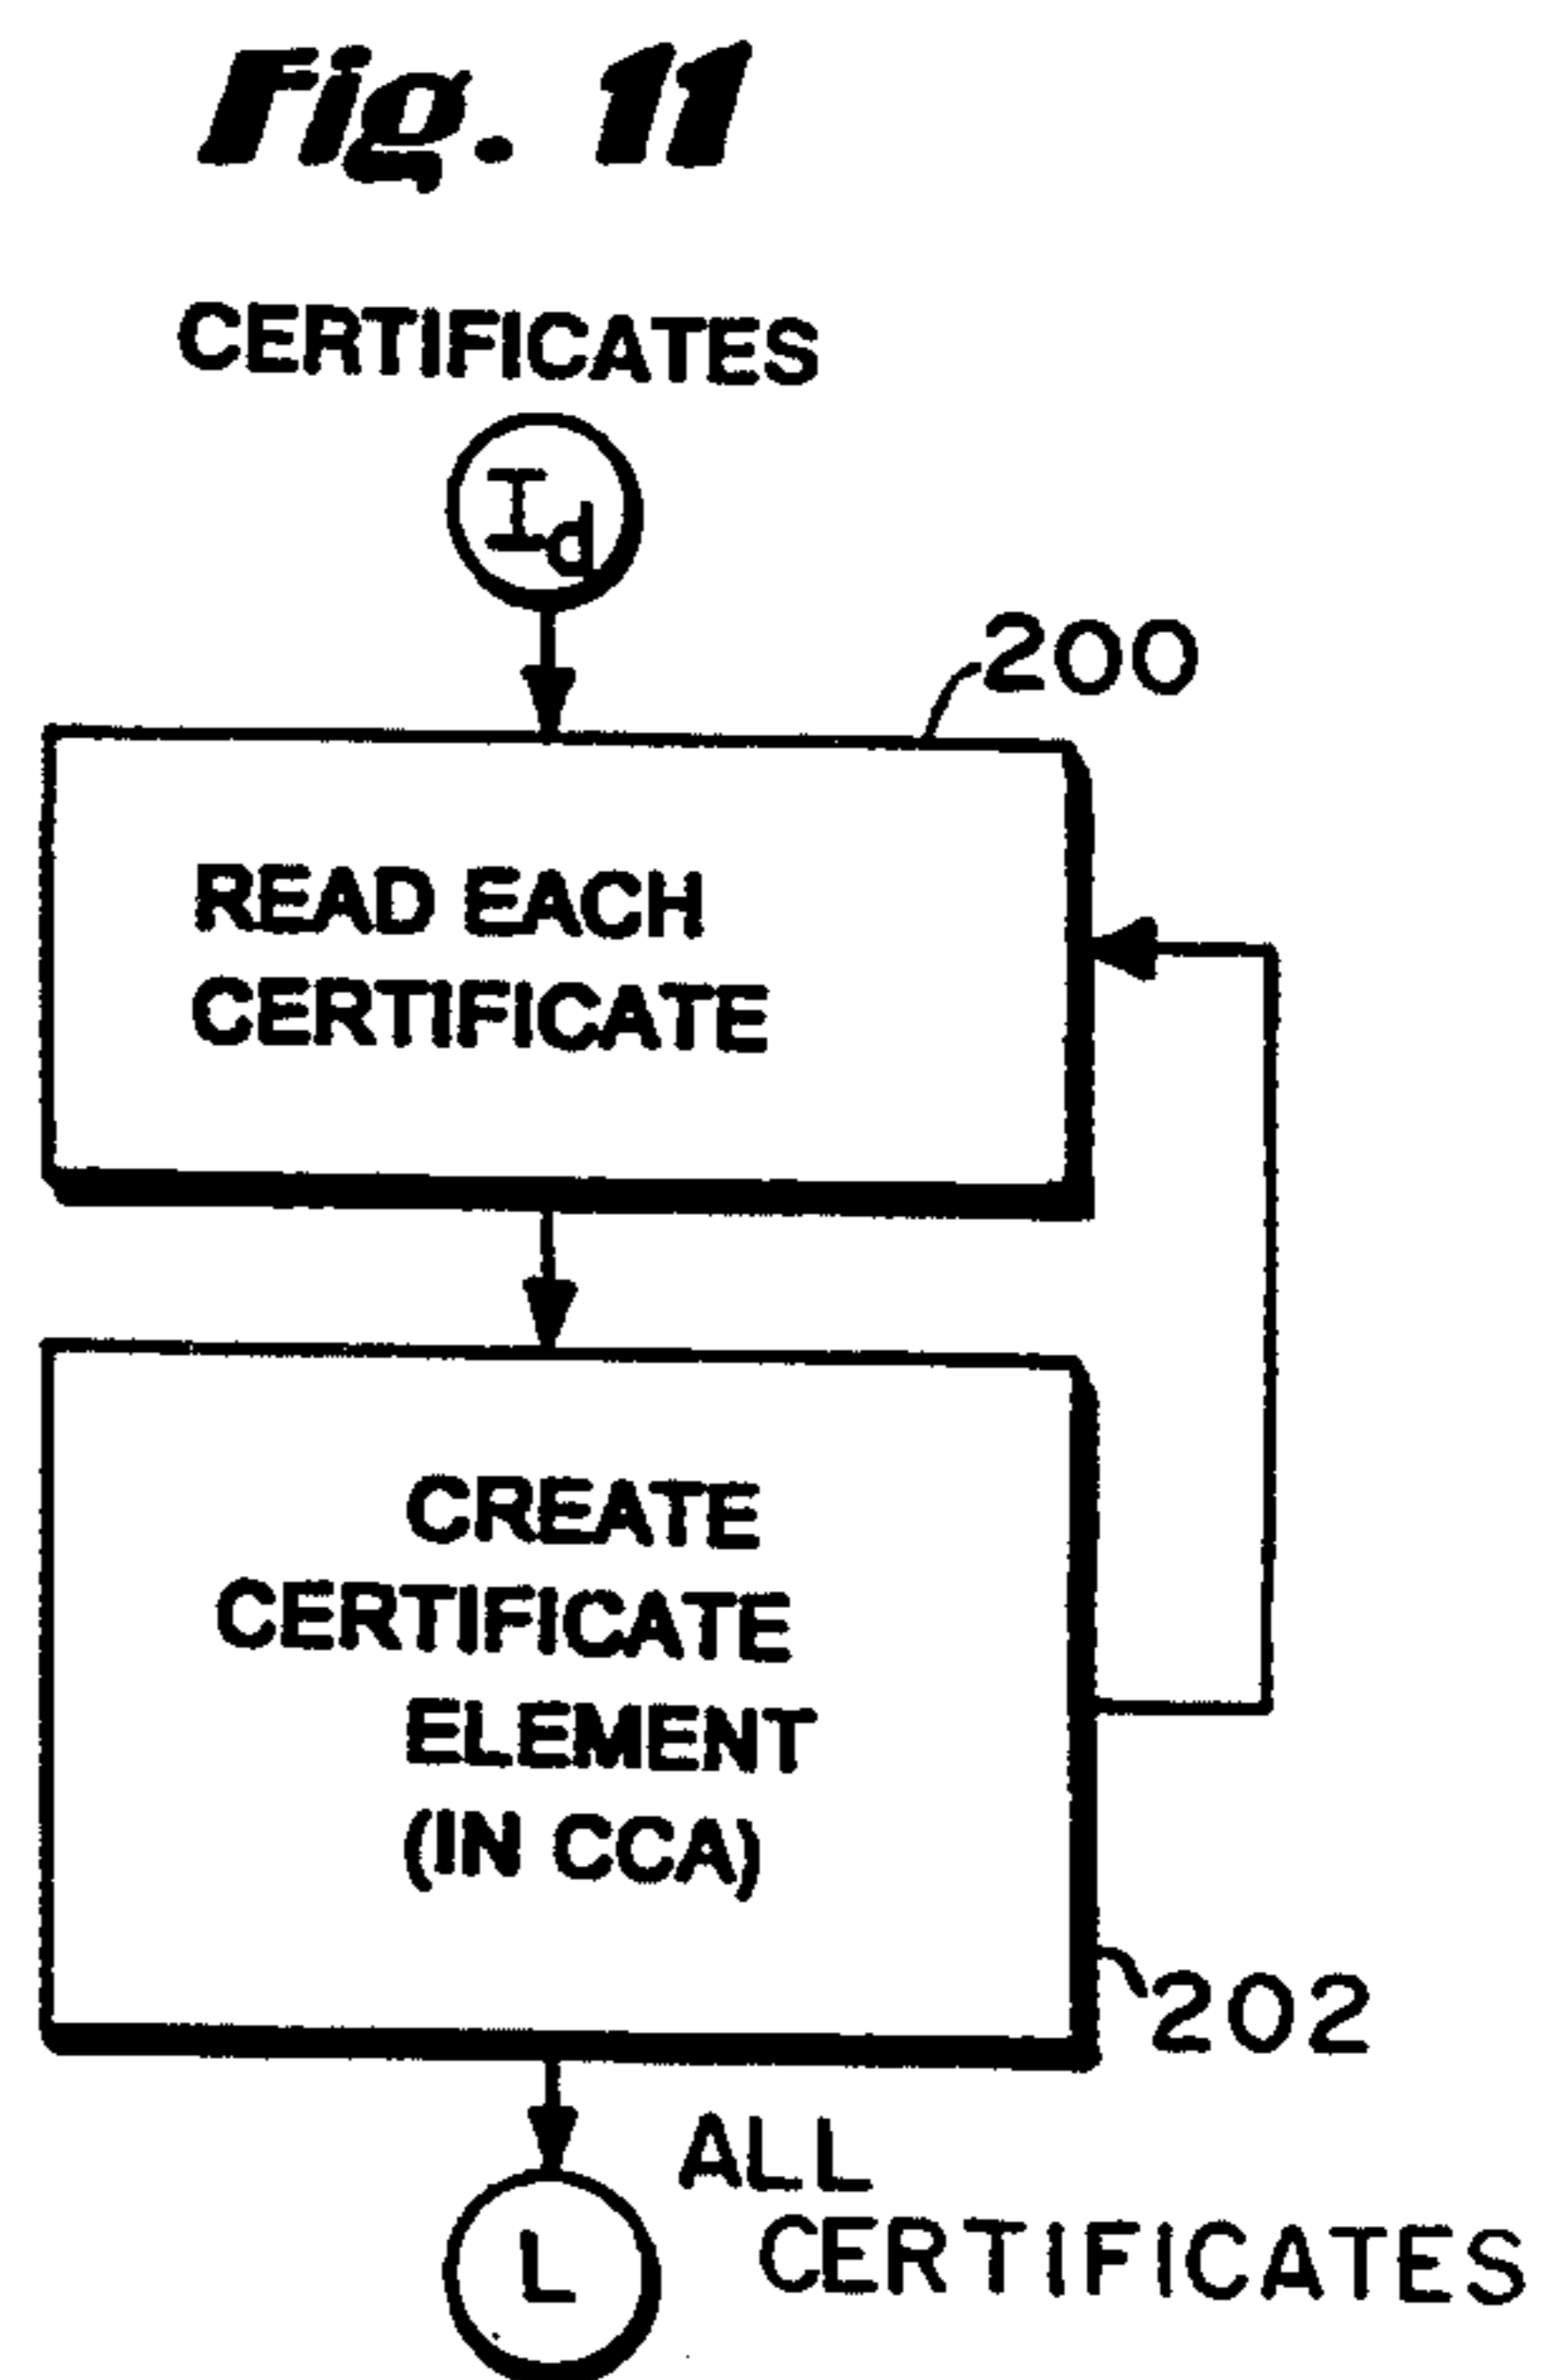 Fig. 11
CERTIFICATES
Id
200
READ EACH
CERTIFICATE
CREATE
CERTIFICATE
ELEMENT
(IN CCA)
202
ALL
CERTIFICATES
L